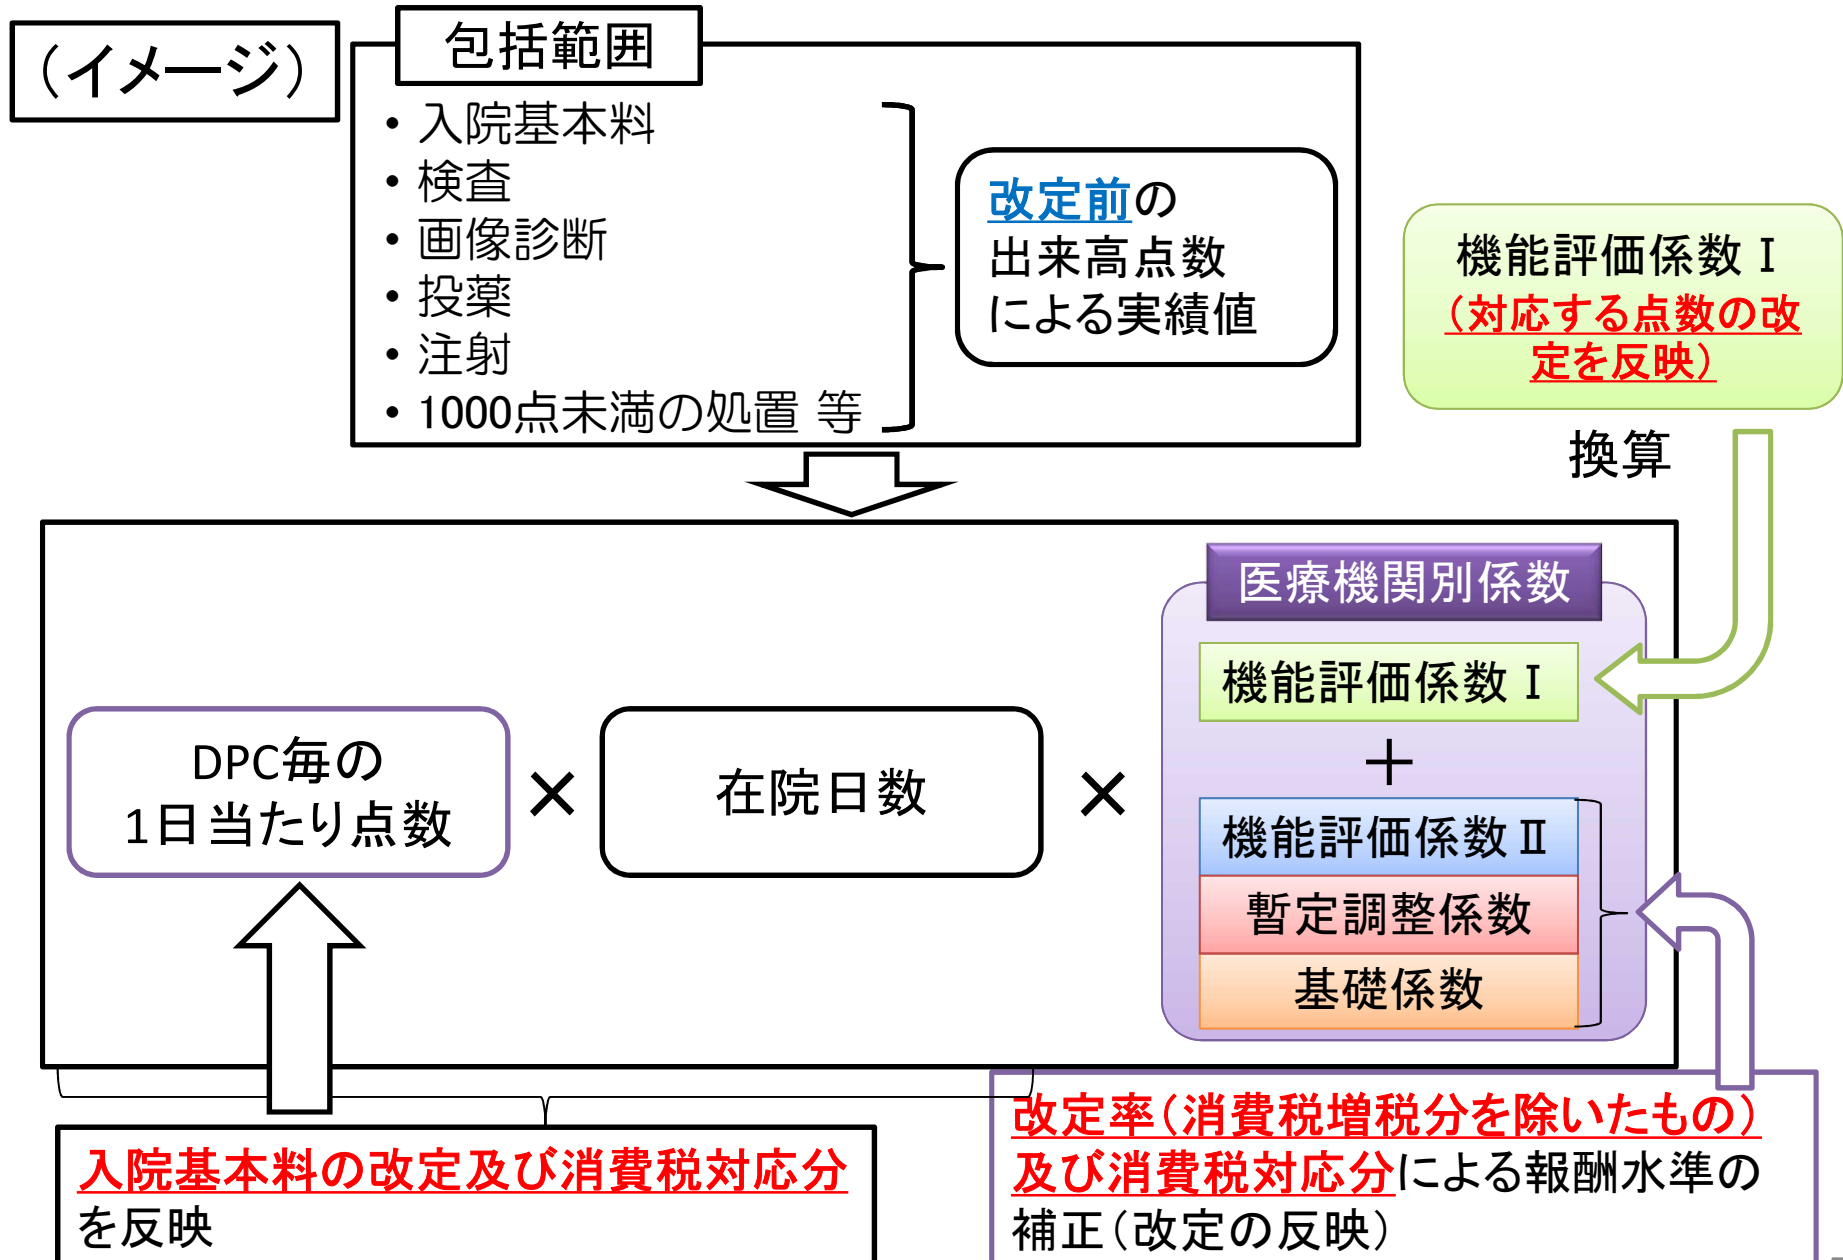 （イメージ）
包括範囲
• 入院基本料
• 検査
• 画像診断
• 投薬
• 注射
• 1000点未満の処置 等
改定前の
出来高点数
による実績値
機能評価係数Ⅰ
（対応する点数の改
定を反映）
換算
医療機関別係数
機能評価係数Ⅰ
＋
機能評価係数Ⅱ
暫定調整係数
基礎係数
DPC毎の
1日当たり点数
×
在院日数
×
入院基本料の改定及び消費税対応分
を反映
改定率（消費税増税分を除いたもの）
及び消費税対応分による報酬水準の
補正（改定の反映）